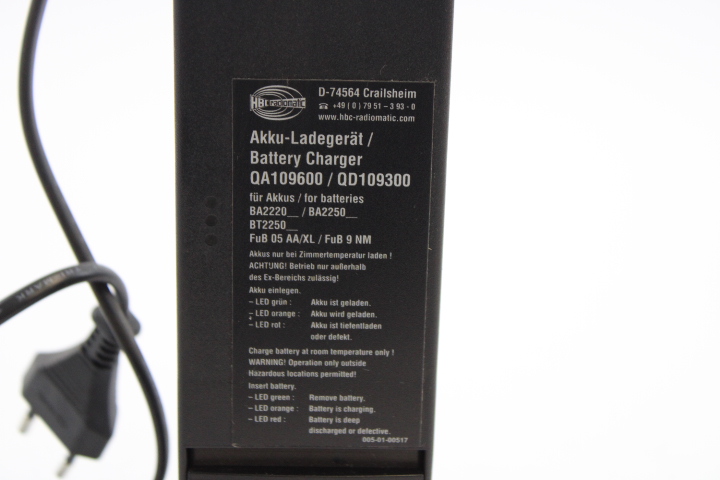 HBC-radiomatic
D-74564 Crailsheim
☎ +49 ( 0 ) 79 51 – 3 93 - 0
www.hbc-radiomatic.com
Akku-Ladegerät /
Battery Charger
QA109600 / QD109300
für Akkus / for batteries
BA2220__ / BA2250__
BT2250__
FuB 05 AA/XL / FuB 9 NM
Akkus nur bei Zimmertemperatur laden !
ACHTUNG! Betrieb nur außerhalb
des Ex-Bereichs zulässig!
Akku einlegen.
– LED grün : Akku ist geladen.
– LED orange : Akku wird geladen.
– LED rot : Akku ist tiefentladen
oder defekt.
Charge battery at room temperature only !
WARNING! Operation only outside
Hazardous locations permitted!
Insert battery.
– LED green : Remove battery.
– LED orange : Battery is charging.
– LED red : Battery is deep
discharged or defective.
005-01-00517